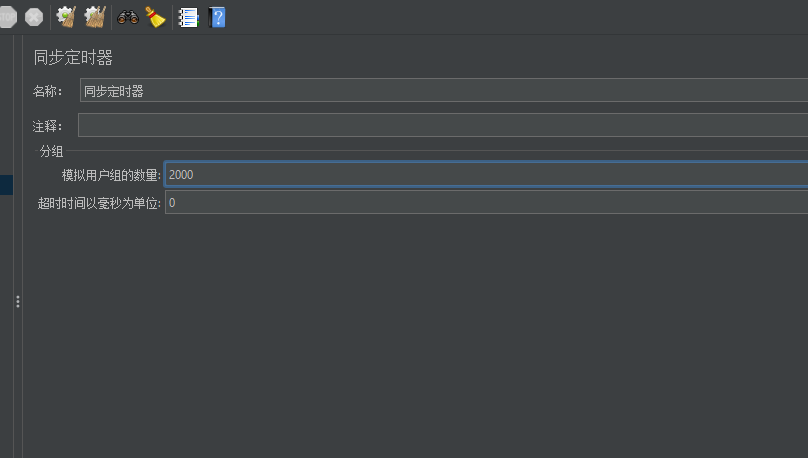 STOP
?
同步定时器
名称： 同步定时器
注释：
分组
模拟用户组的数量: 2000
超时时间以毫秒为单位: 0